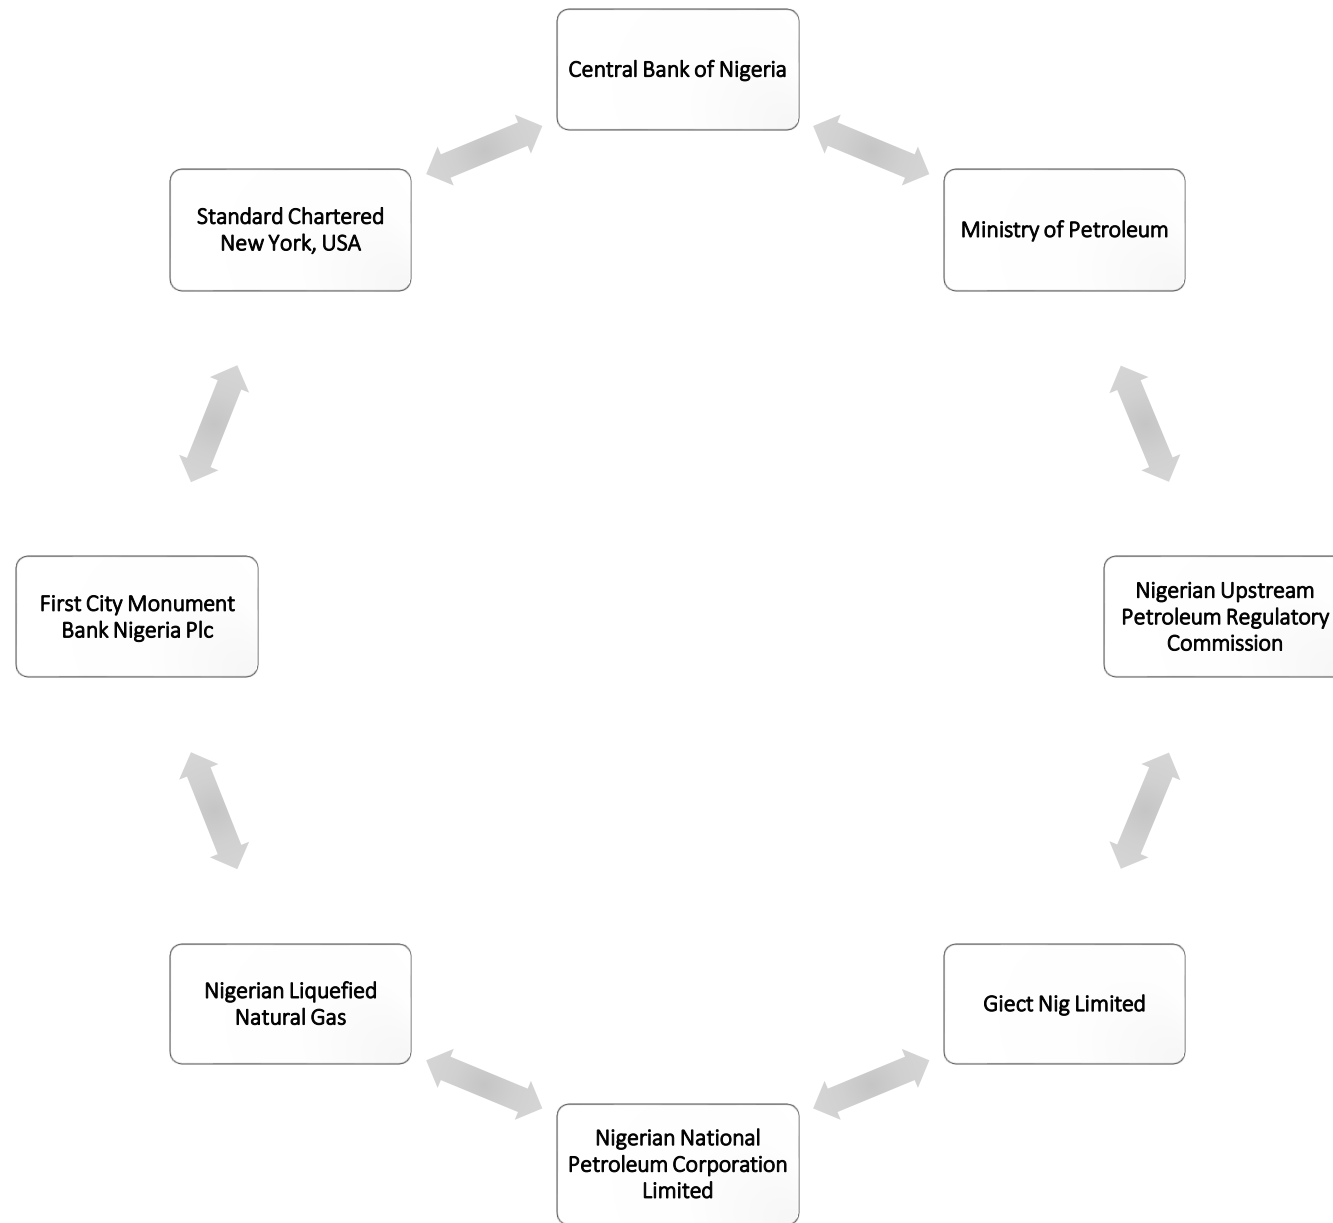 Central Bank of Nigeria
Standard Chartered
New York, USA
Ministry of Petroleum
First City Monument
Bank Nigeria Plc
Nigerian Upstream
Petroleum Regulatory
Commission
Nigerian Liquefied
Natural Gas
Giect Nig Limited
Nigerian National
Petroleum Corporation
Limited